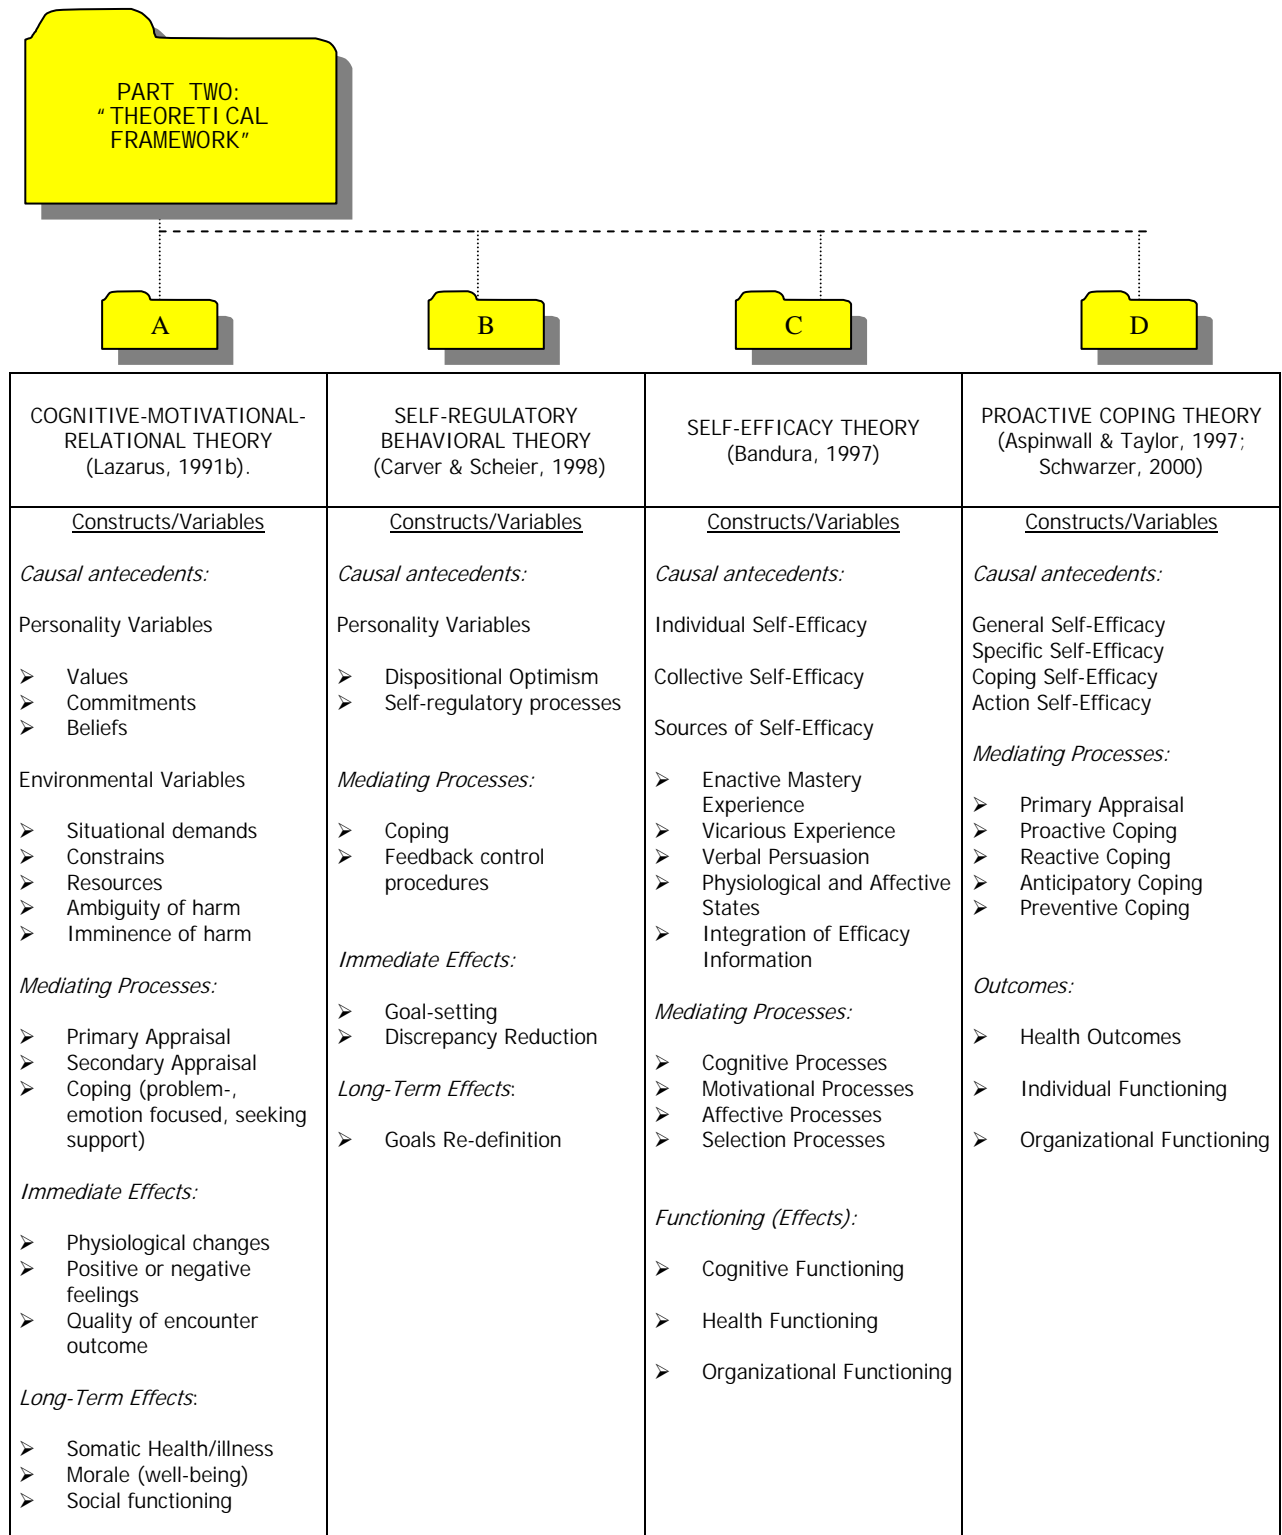 PART TWO:
“THEORETICAL
FRAMEWORK”
A
B
C
D
COGNITIVE-MOTIVATIONAL-
RELATIONAL THEORY
(Lazarus, 1991b).
SELF-REGULATORY
BEHAVIORAL THEORY
(Carver & Scheier, 1998)
SELF-EFFICACY THEORY
(Bandura, 1997)
PROACTIVE COPING THEORY
(Aspinwall & Taylor, 1997;
Schwarzer, 2000)
Constructs/Variables
Causal antecedents:
Personality Variables
➢ Values
➢ Commitments
➢ Beliefs
Environmental Variables
➢ Situational demands
➢ Constrains
➢ Resources
➢ Ambiguity of harm
➢ Imminence of harm
Mediating Processes:
➢ Primary Appraisal
➢ Secondary Appraisal
➢ Coping (problem-,
emotion focused, seeking
support)
Immediate Effects:
➢ Physiological changes
➢ Positive or negative
feelings
➢ Quality of encounter
outcome
Long-Term Effects:
➢ Somatic Health/illness
➢ Morale (well-being)
➢ Social functioning
Constructs/Variables
Causal antecedents:
Personality Variables
➢ Dispositional Optimism
➢ Self-regulatory processes
Mediating Processes:
➢ Coping
➢ Feedback control
procedures
Immediate Effects:
➢ Goal-setting
➢ Discrepancy Reduction
Long-Term Effects:
➢ Goals Re-definition
Constructs/Variables
Causal antecedents:
Individual Self-Efficacy
Collective Self-Efficacy
Sources of Self-Efficacy
➢ Enactive Mastery
Experience
➢ Vicarious Experience
➢ Verbal Persuasion
➢ Physiological and Affective
States
➢ Integration of Efficacy
Information
Mediating Processes:
➢ Cognitive Processes
➢ Motivational Processes
➢ Affective Processes
➢ Selection Processes
Functioning (Effects):
➢ Cognitive Functioning
➢ Health Functioning
➢ Organizational Functioning
Constructs/Variables
Causal antecedents:
General Self-Efficacy
Specific Self-Efficacy
Coping Self-Efficacy
Action Self-Efficacy
Mediating Processes:
➢ Primary Appraisal
➢ Proactive Coping
➢ Reactive Coping
➢ Anticipatory Coping
➢ Preventive Coping
Outcomes:
➢ Health Outcomes
➢ Individual Functioning
➢ Organizational Functioning